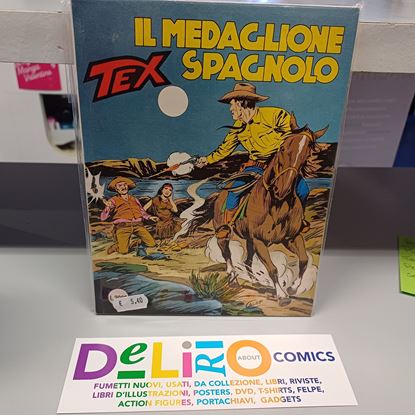 IL MEDAGLIONE
TEX SPAGNOLO
€ 5,40
DeLiRiO ABOUT COMICS
FUMETTI NUOVI, USATI, DA COLLEZIONE, LIBRI, RIVISTE,
LIBRI D'ILLUSTRAZIONI, POSTERS, DVD, T-SHIRTS, FELPE,
ACTION FIGURES, PORTACHIAVI, GADGETS